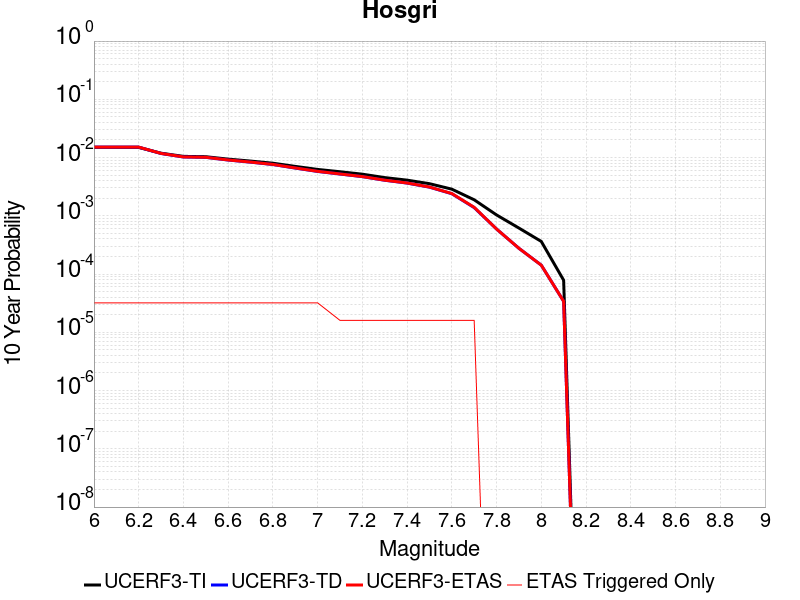 Hosgri
10^0
10^-1
10^-2
10^-3
10^-4
10^-5
10^-6
10^-7
10^-8
10 Year Probability
6 6.2 6.4 6.6 6.8 7 7.2 7.4 7.6 7.8 8 8.2 8.4 8.6 8.8 9
Magnitude
UCERF3-TI UCERF3-TD UCERF3-ETAS ETAS Triggered Only